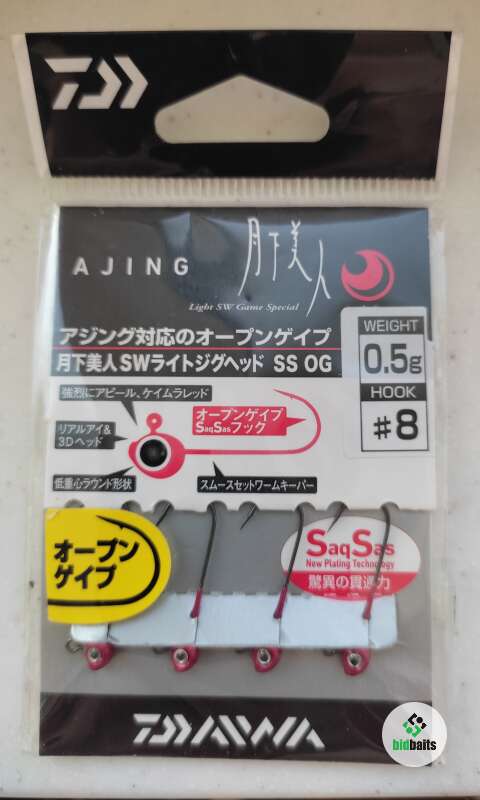 AJING
月下美人
Light SW Game Special
アジング対応のオープンゲイプ
月下美人SWライトジグヘッド SS OG
WEIGHT
0.5g
HOOK
#8
強烈にアピール、ケイムラレッド
リアルアイ&
3Dヘッド
オープンゲイプ
SaqSasフック
低重心ラウンド形状
スムースセットワームキーパー
オープン
ゲイプ
SaqSas
New Plating Technology
驚異の貫通力
DAIWA
bidbaits